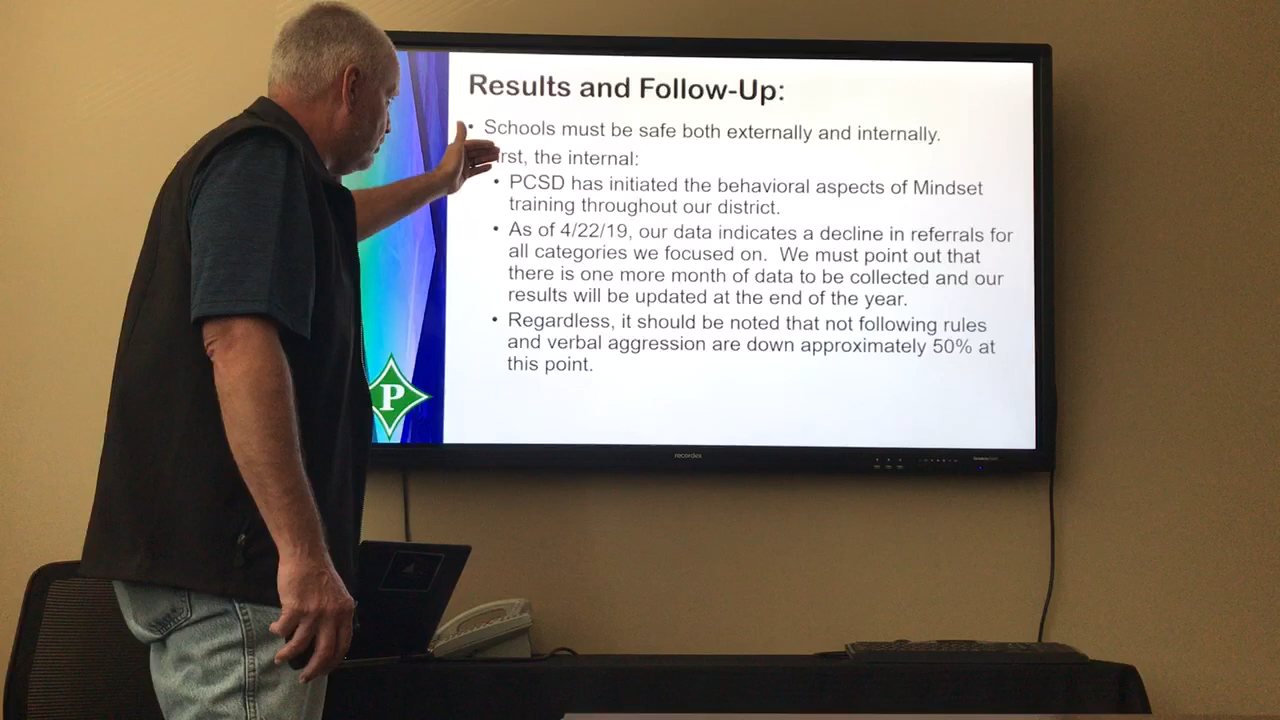 Results and Follow-Up:
• Schools must be safe both externally and internally.
rst, the internal:
• PCSD has initiated the behavioral aspects of Mindset
training throughout our district.
• As of 4/22/19, our data indicates a decline in referrals for
all categories we focused on. We must point out that
there is one more month of data to be collected and our
results will be updated at the end of the year.
• Regardless, it should be noted that not following rules
and verbal aggression are down approximately 50% at
this point.
P
recordex